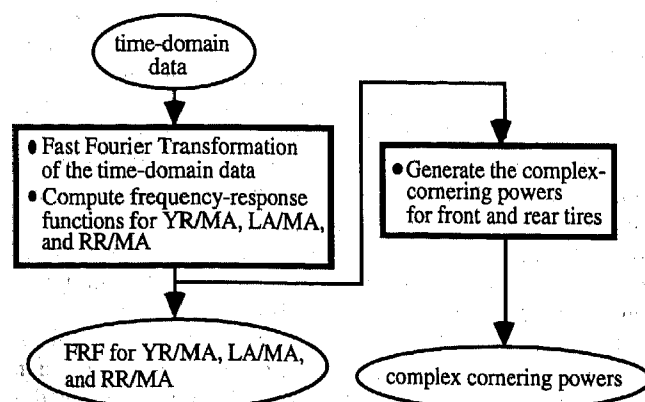 time-domain
data
● Fast Fourier Transformation
of the time-domain data
● Compute frequency-response
functions for YR/MA, LA/MA,
and RR/MA
● Generate the complex-
cornering powers
for front and rear tires
FRF for YR/MA, LA/MA,
and RR/MA
complex cornering powers